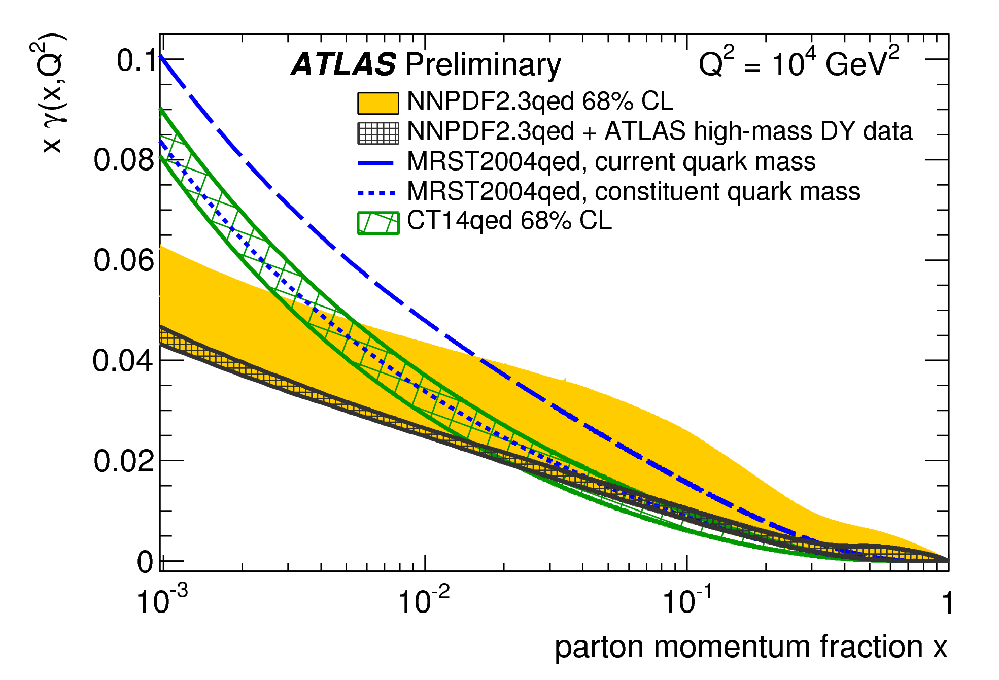 x γ(x,Q²)
0.1
0.08
0.06
0.04
0.02
0
ATLAS Preliminary
Q² = 10⁴ GeV²
NNPDF2.3qed 68% CL
NNPDF2.3qed + ATLAS high-mass DY data
MRST2004qed, current quark mass
MRST2004qed, constituent quark mass
CT14qed 68% CL
10⁻³ 10⁻² 10⁻¹ 1
parton momentum fraction x